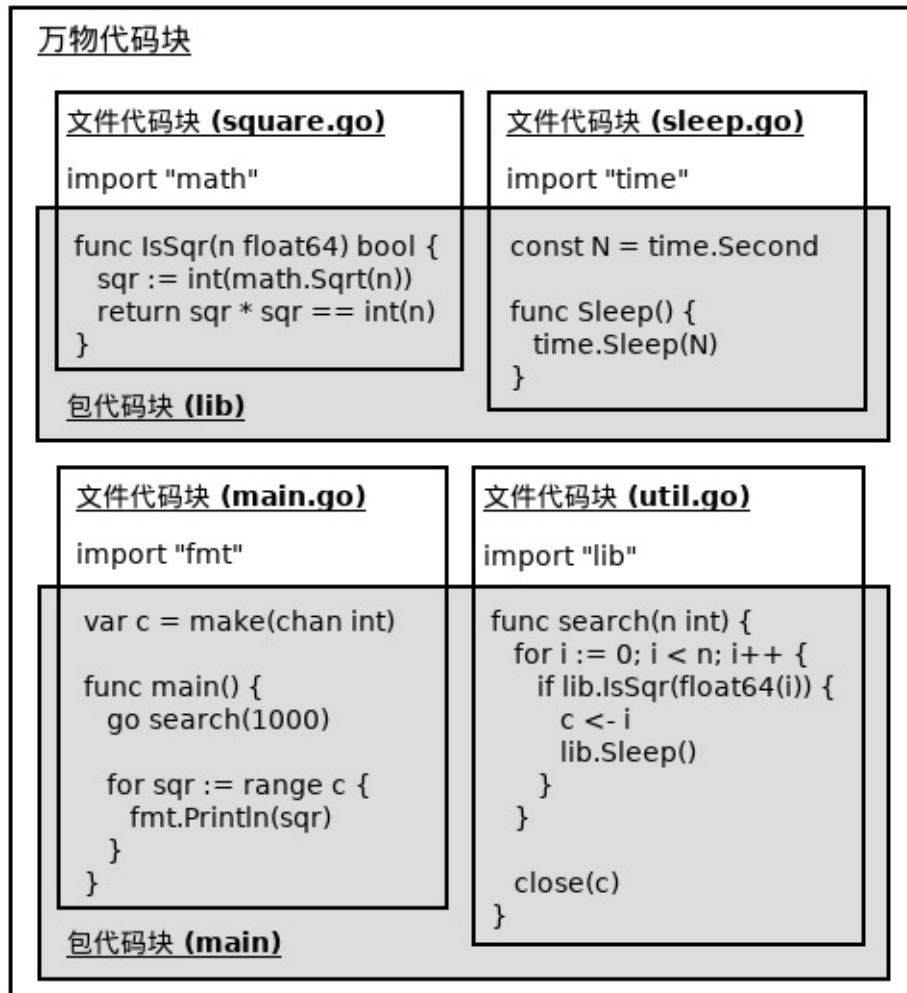 万物代码块
文件代码块 (square.go)
import "math"
func IsSqr(n float64) bool {
sqr := int(math.Sqrt(n))
return sqr * sqr == int(n)
}
文件代码块 (sleep.go)
import "time"
const N = time.Second
func Sleep() {
time.Sleep(N)
}
包代码块 (lib)
文件代码块 (main.go)
import "fmt"
var c = make(chan int)
func main() {
go search(1000)
for sqr := range c {
fmt.Println(sqr)
}
}
文件代码块 (util.go)
import "lib"
func search(n int) {
for i := 0; i < n; i++ {
if lib.IsSqr(float64(i)) {
c <- i
lib.Sleep()
}
}
close(c)
}
包代码块 (main)